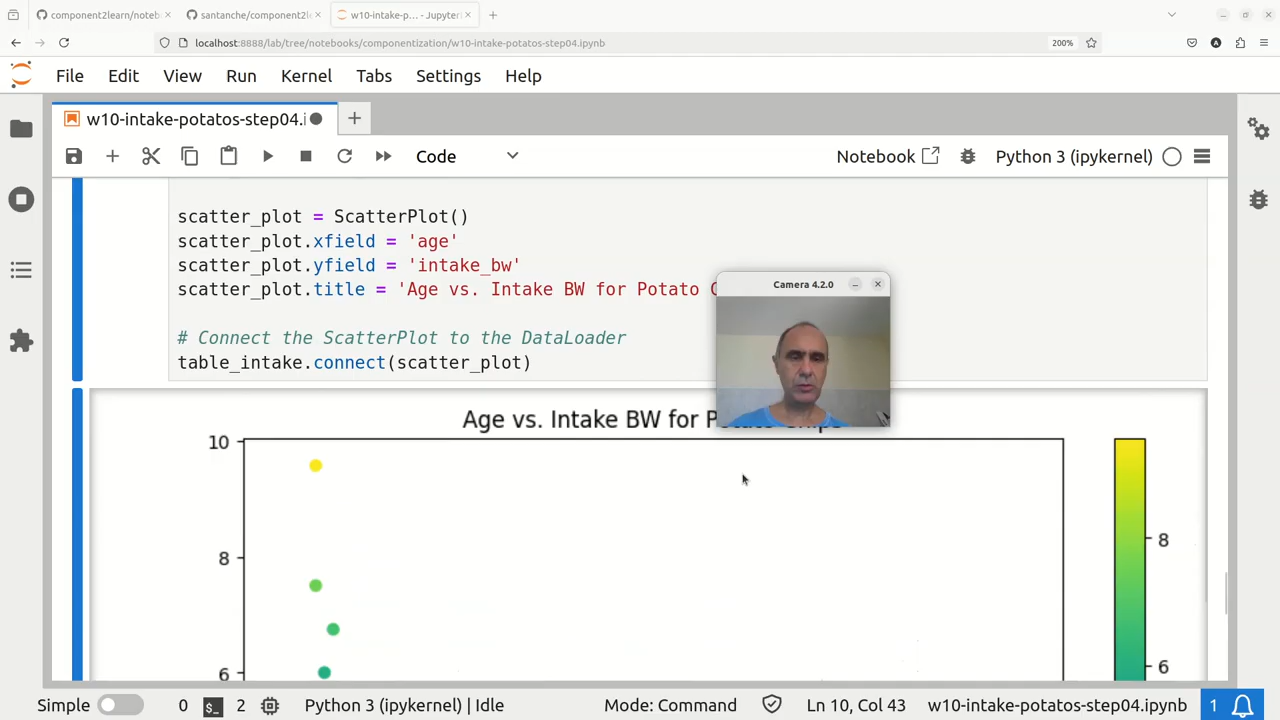 component2learn/noteb
santanche/component2l
w10-intake-p... - Jupyter
localhost:8888/lab/tree/notebooks/componentization/w10-intake-potatos-step04.ipynb
200%
File Edit View Run Kernel Tabs Settings Help
w10-intake-potatos-step04.i
Code
Notebook
Python 3 (ipykernel)
scatter_plot = ScatterPlot()
scatter_plot.xfield = 'age'
scatter_plot.yfield = 'intake_bw'
scatter_plot.title = 'Age vs. Intake BW for Potato
Camera 4.2.0
# Connect the ScatterPlot to the DataLoader
table_intake.connect(scatter_plot)
Age vs. Intake BW for
10
8
6
8
6
Simple
0
$_
2
Python 3 (ipykernel) | Idle
Mode: Command
Ln 10, Col 43
w10-intake-potatos-step04.ipynb
1